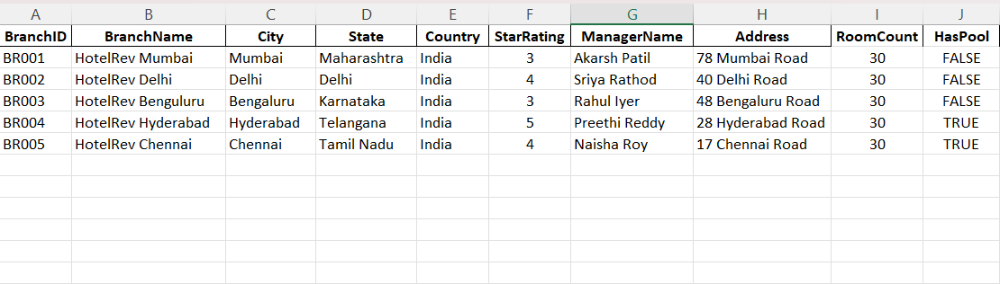 A B C D E F G H I J
BranchID BranchName City State Country StarRating ManagerName Address RoomCount HasPool
BR001 HotelRev Mumbai Mumbai Maharashtra India 3 Akarsh Patil 78 Mumbai Road 30 FALSE
BR002 HotelRev Delhi Delhi Delhi India 4 Sriya Rathod 40 Delhi Road 30 FALSE
BR003 HotelRev Benguluru Bengaluru Karnataka India 3 Rahul Iyer 48 Bengaluru Road 30 FALSE
BR004 HotelRev Hyderabad Hyderabad Telangana India 5 Preethi Reddy 28 Hyderabad Road 30 TRUE
BR005 HotelRev Chennai Chennai Tamil Nadu India 4 Naisha Roy 17 Chennai Road 30 TRUE